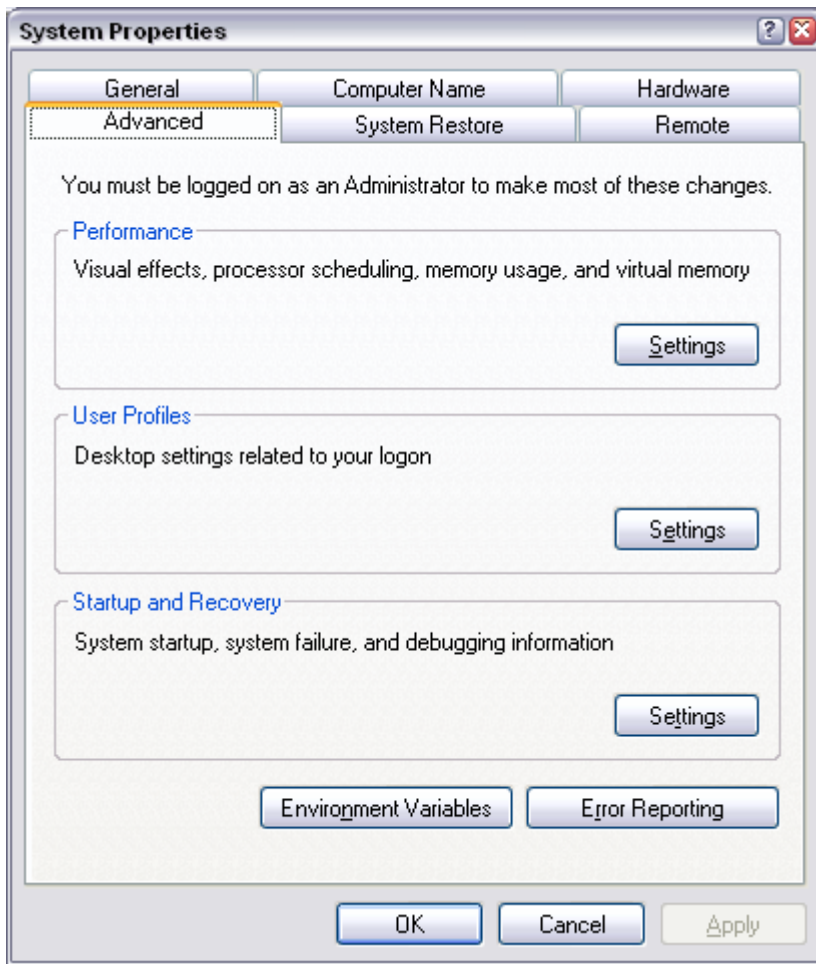 System Properties
General
Computer Name
Hardware
Advanced
System Restore
Remote
You must be logged on as an Administrator to make most of these changes.
Performance
Visual effects, processor scheduling, memory usage, and virtual memory
Settings
User Profiles
Desktop settings related to your logon
Settings
Startup and Recovery
System startup, system failure, and debugging information
Settings
Environment Variables
Error Reporting
OK
Cancel
Apply